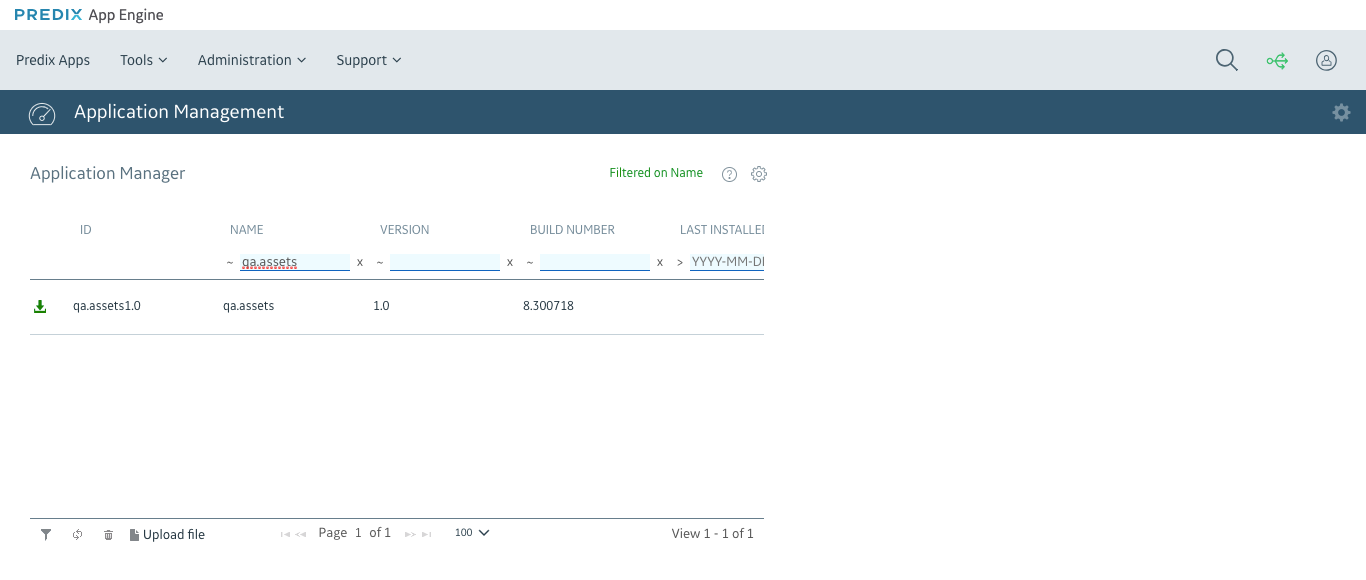 PREDIX App Engine
Predix Apps Tools Administration Support
Application Management
Application Manager Filtered on Name
ID NAME VERSION BUILD NUMBER LAST INSTALLED
~ qa.assets x ~ x ~ x > YYYY-MM-DD
qa.assets1.0 qa.assets 1.0 8.300718
Upload file Page 1 of 1 100 View 1 - 1 of 1